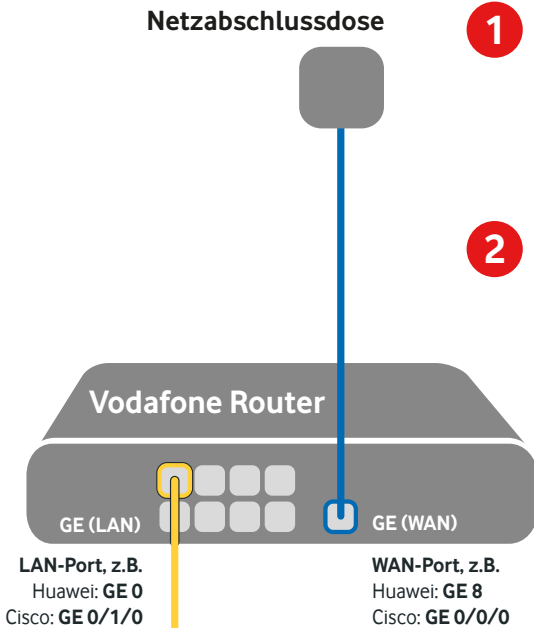 Netzabschlussdose
1
2
Vodafone Router
GE (LAN)
GE (WAN)
LAN-Port, z.B.
Huawei: GE 0
Cisco: GE 0/1/0
WAN-Port, z.B.
Huawei: GE 8
Cisco: GE 0/0/0